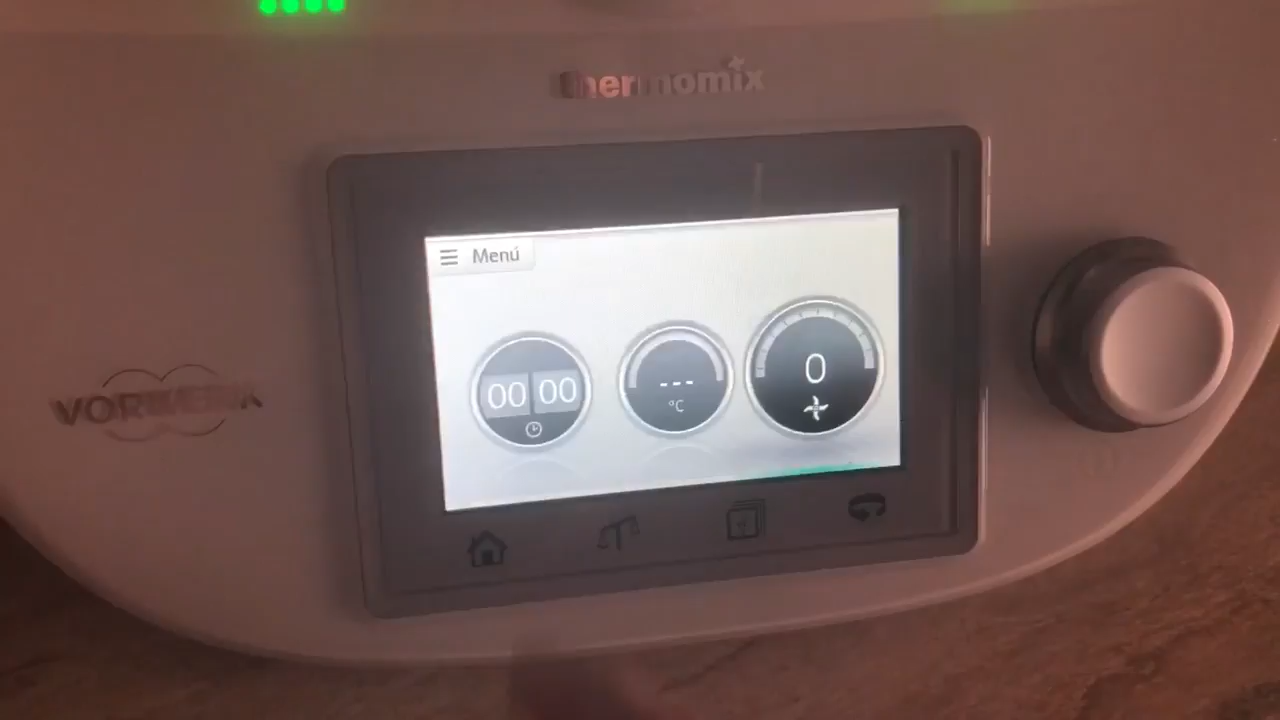 thermomix
Menú
00 00
---
°C
0
VORWERK